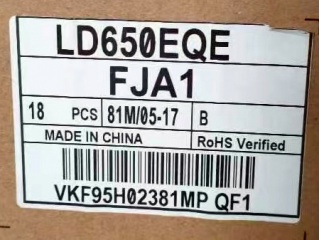 LD650EQE
FJA1
18 PCS 81M/05-17 B
MADE IN CHINA RoHS Verified
VKF95H02381MP QF1